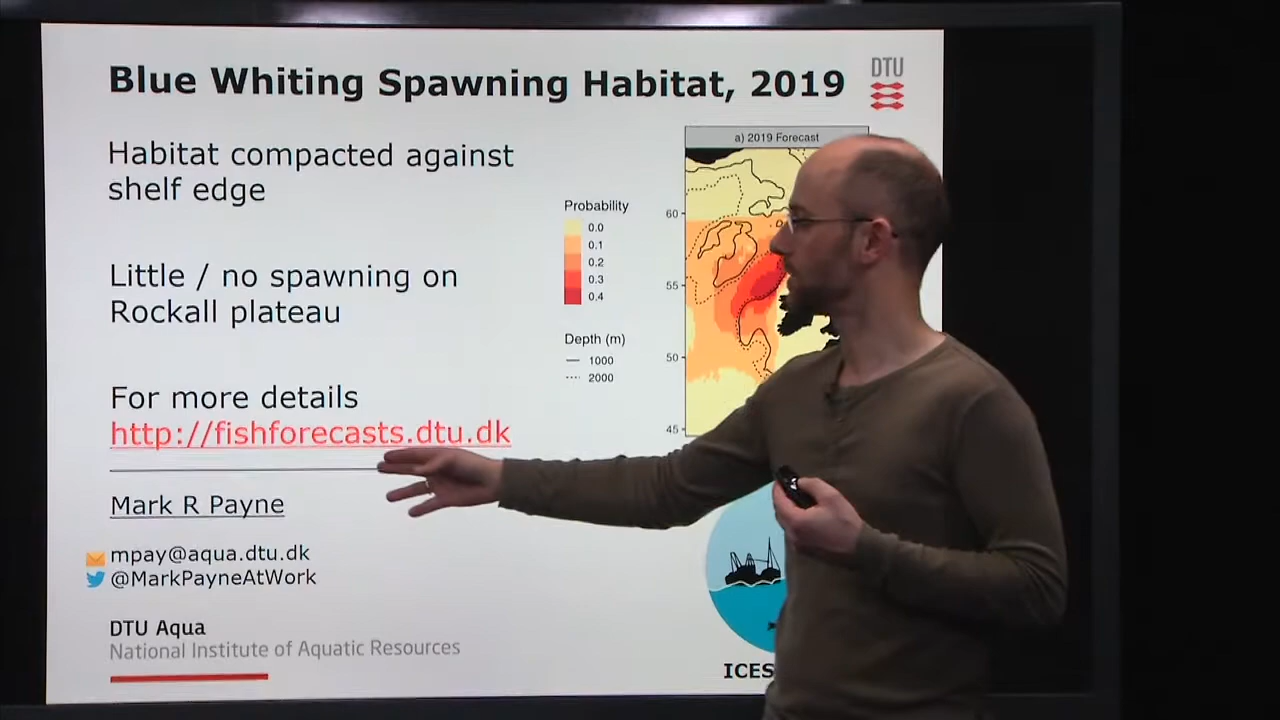 Blue Whiting Spawning Habitat, 2019
DTU
Habitat compacted against
shelf edge
Little / no spawning on
Rockall plateau
For more details
http://fishforecasts.dtu.dk
Mark R Payne
mpay@aqua.dtu.dk
@MarkPayneAtWork
DTU Aqua
National Institute of Aquatic Resources
Probability
0.0
0.1
0.2
0.3
0.4
Depth (m)
1000
2000
a) 2019 Forecast
60
55
50
45
ICES